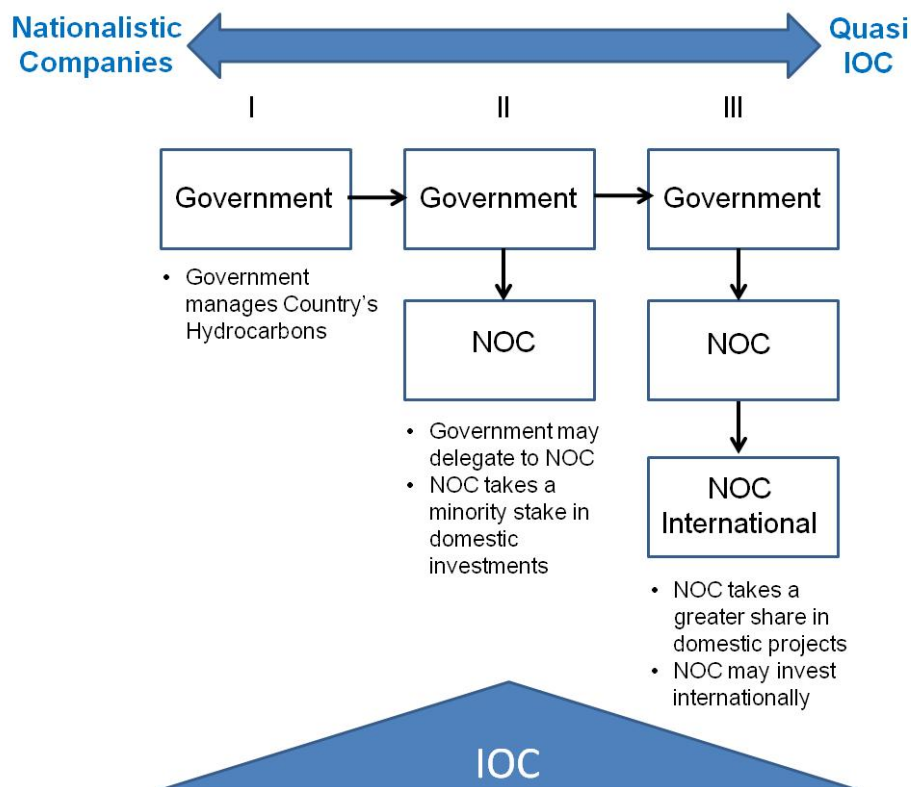 Nationalistic
Companies
Quasi
IOC
I
II
III
Government
Government
Government
• Government
manages Country's
Hydrocarbons
NOC
NOC
• Government may
delegate to NOC
• NOC takes a
minority stake in
domestic
investments
NOC
International
• NOC takes a
greater share in
domestic projects
• NOC may invest
internationally
IOC